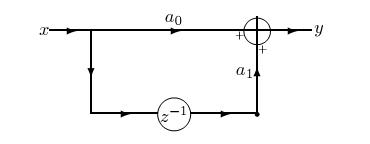 a₀
x + y
+
a₁
z⁻¹